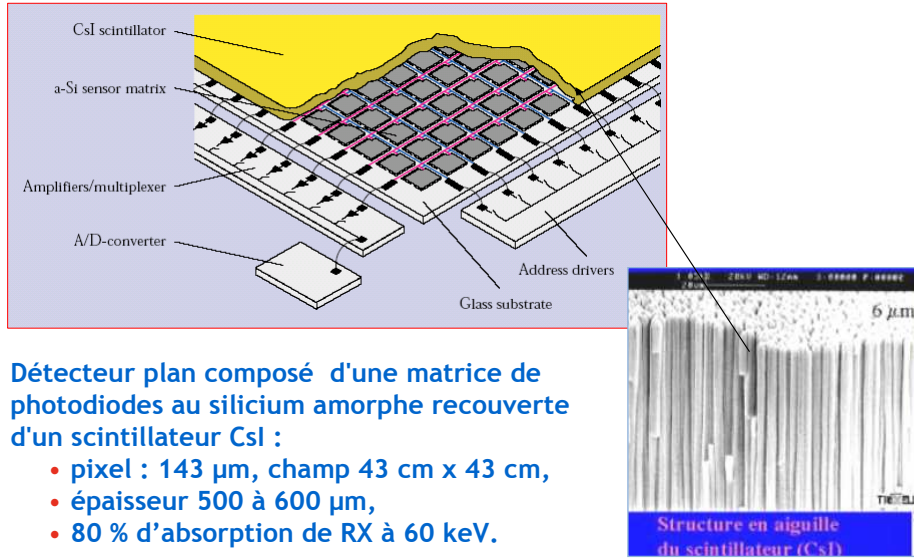 CsI scintillator
a-Si sensor matrix
Amplifiers/multiplexer
A/D-converter
Address drivers
Glass substrate
20um
6 µm
Détecteur plan composé d'une matrice de
photodiodes au silicium amorphe recouverte
d'un scintillateur CsI :
• pixel : 143 µm, champ 43 cm x 43 cm,
• épaisseur 500 à 600 µm,
• 80 % d’absorption de RX à 60 keV.
Structure en aiguille
du scintillateur (CsI)